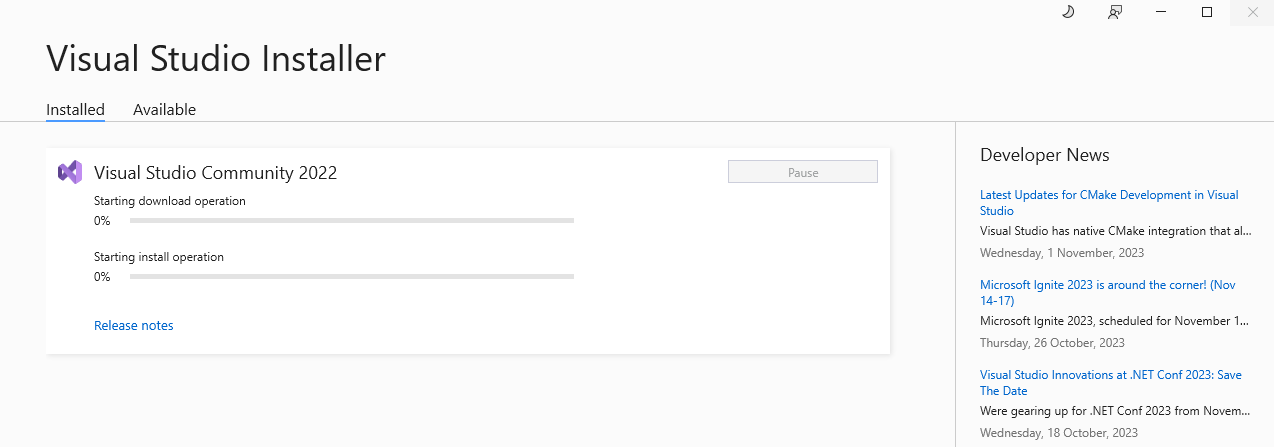 Visual Studio Installer
Installed
Available
Visual Studio Community 2022
Pause
Starting download operation
0%
Starting install operation
0%
Release notes
Developer News
Latest Updates for CMake Development in Visual
Studio
Visual Studio has native CMake integration that al...
Wednesday, 1 November, 2023
Microsoft Ignite 2023 is around the corner! (Nov
14-17)
Microsoft Ignite 2023, scheduled for November 1...
Thursday, 26 October, 2023
Visual Studio Innovations at .NET Conf 2023: Save
The Date
Were gearing up for .NET Conf 2023 from Novem...
Wednesday, 18 October, 2023